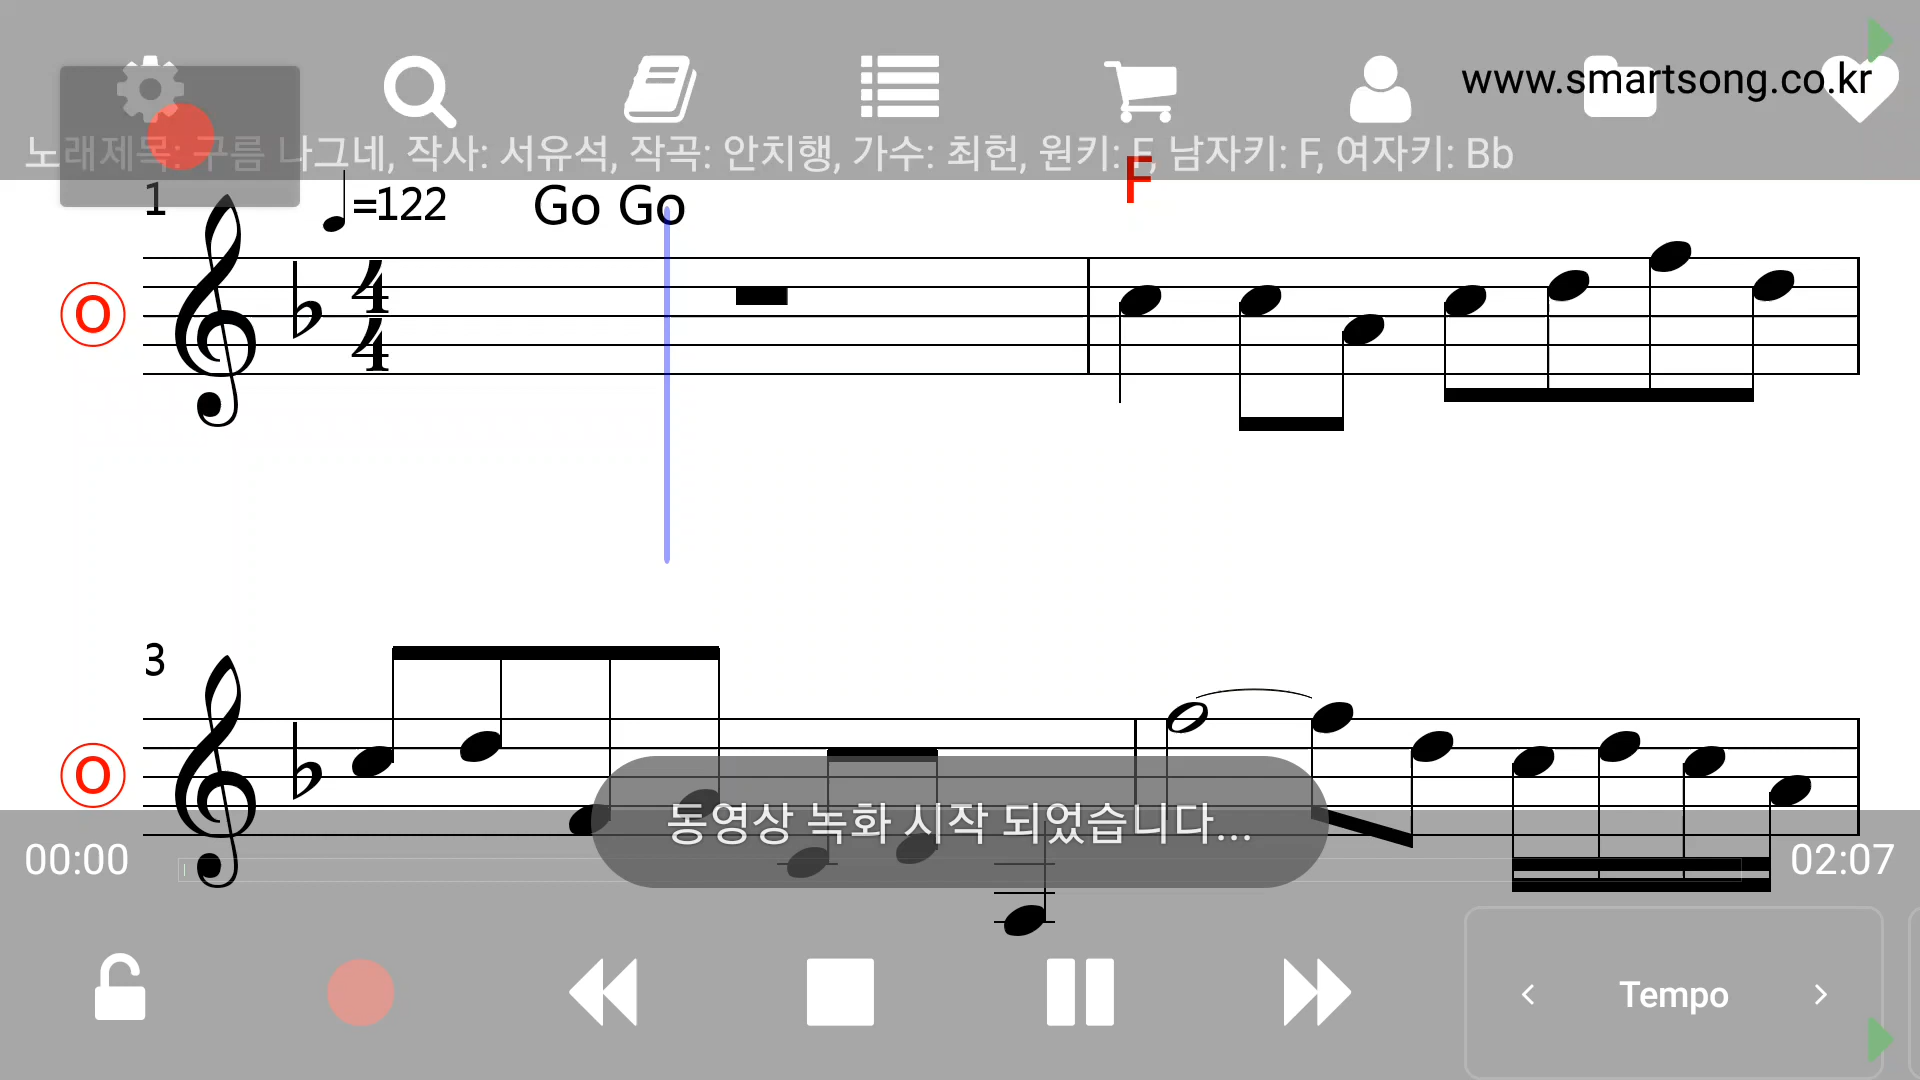 www.smartsong.co.kr
노래제목: 구름 나그네, 작사: 서유석, 작곡: 안치행, 가수: 최헌, 원키: F, 남자키: F, 여자키: Bb
1
=122 Go Go
F
O
4
4
3
O
동영상 녹화 시작 되었습니다...
00:00
02:07
Tempo